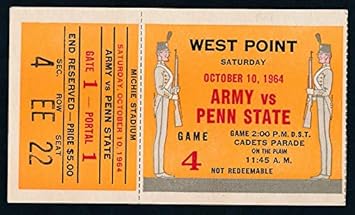 4 EE 22
SEC. ROW SEAT
END RESERVED - PRICE $5.00
GATE 1 - PORTAL 1
ARMY vs PENN STATE
SATURDAY, OCTOBER 10, 1964
MICHIE STADIUM
WEST POINT
SATURDAY
OCTOBER 10, 1964
ARMY vs
PENN STATE
GAME
4
GAME 2:00 P.M. D.S.T.
CADETS PARADE
ON THE PLAIN
11:45 A.M.
NOT REDEEMABLE